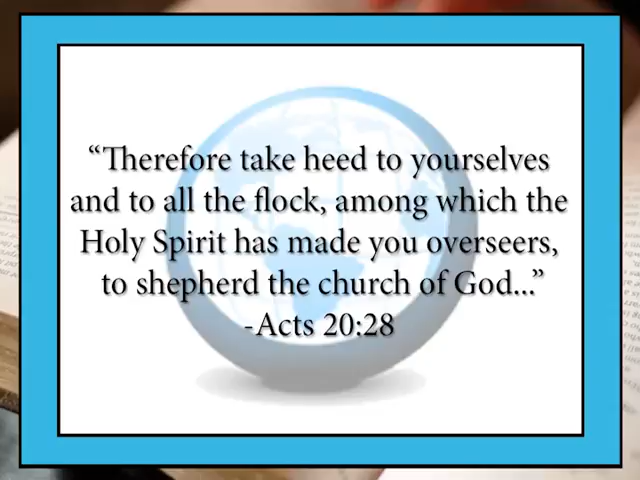 “Therefore take heed to yourselves
and to all the flock, among which the
Holy Spirit has made you overseers,
to shepherd the church of God...”
-Acts 20:28